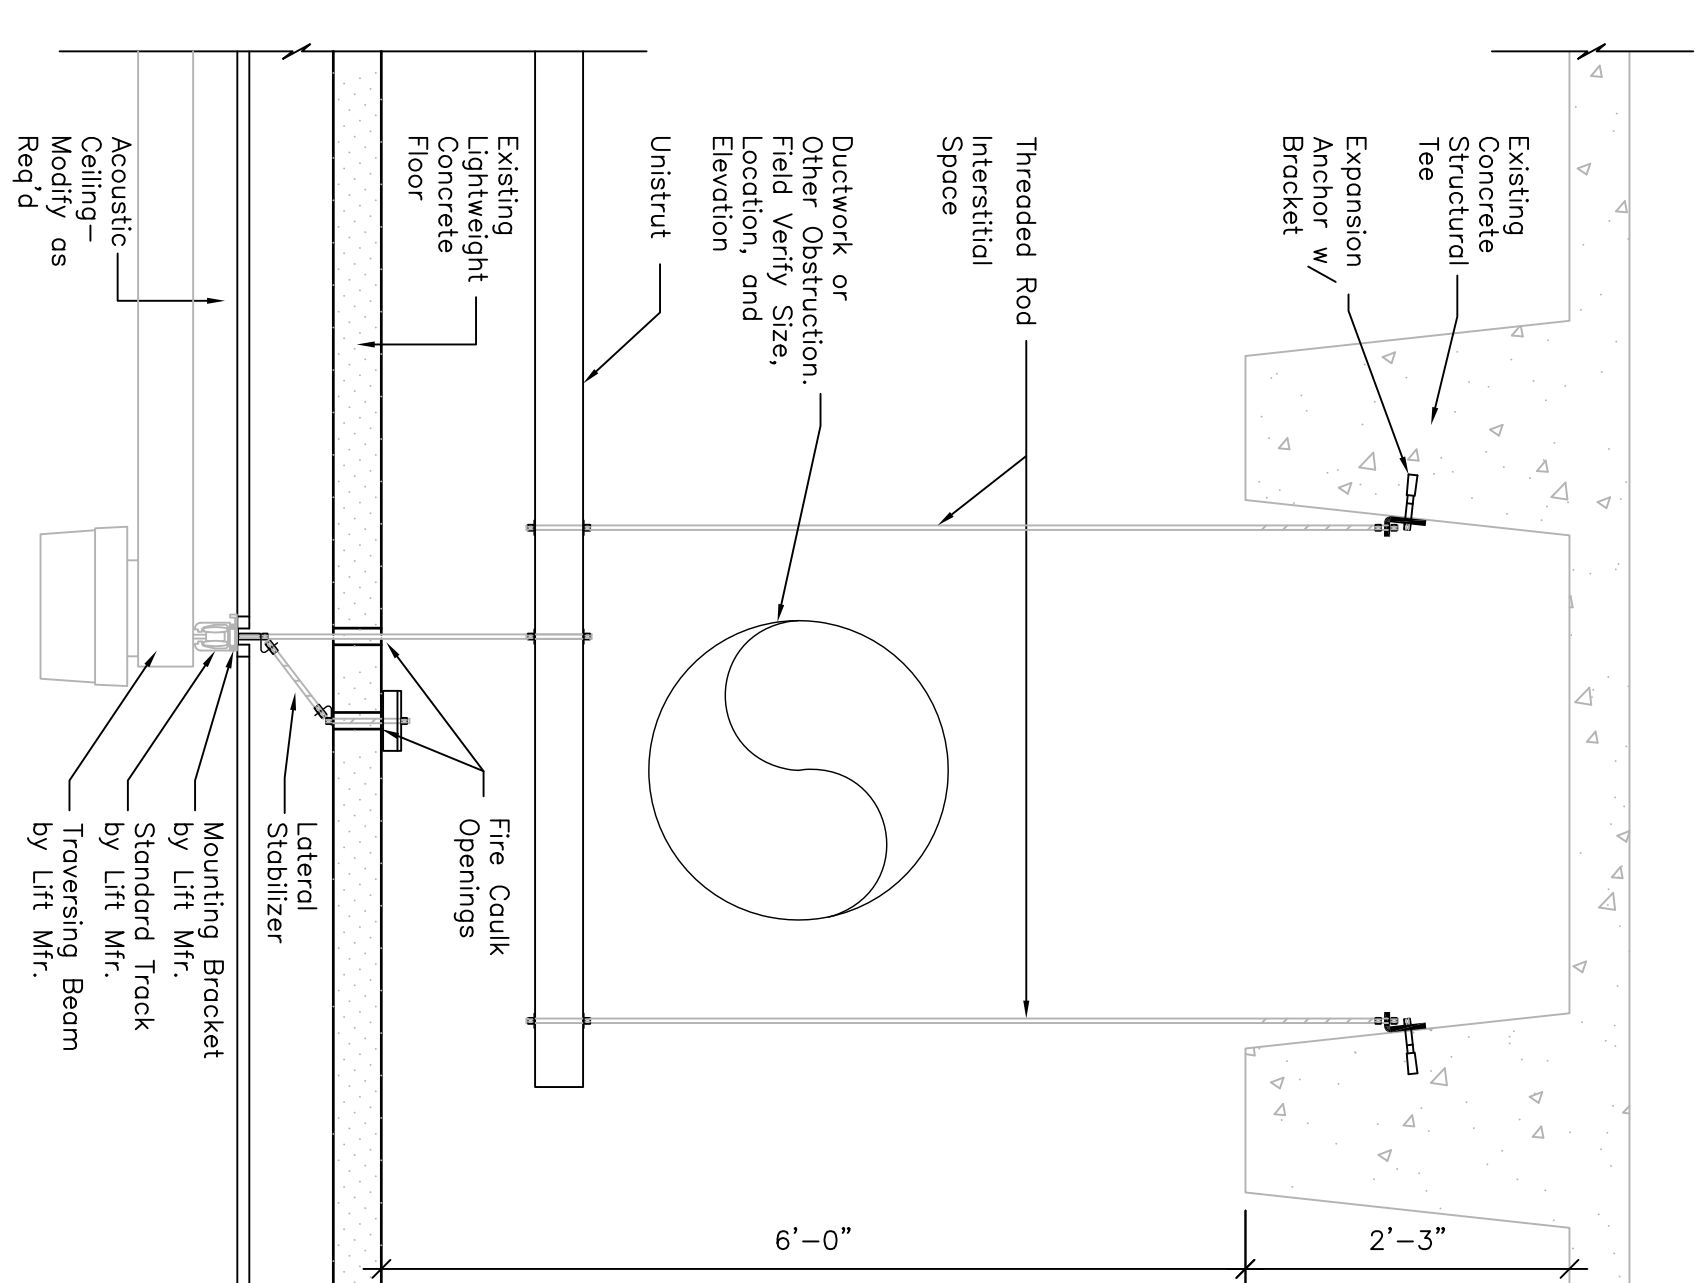 Existing
Concrete
Structural
Tee
Expansion
Anchor w/
Bracket
Threaded Rod
Interstitial
Space
Ductwork or
Other Obstruction.
Field Verify Size,
Location, and
Elevation
Unistrut
Existing
Lightweight
Concrete
Floor
Acoustic
Ceiling–
Modify as
Req'd
Fire Caulk
Openings
Lateral
Stabilizer
Mounting Bracket
by Lift Mfr.
Standard Track
by Lift Mfr.
Traversing Beam
by Lift Mfr.
2'–3"
6'–0"